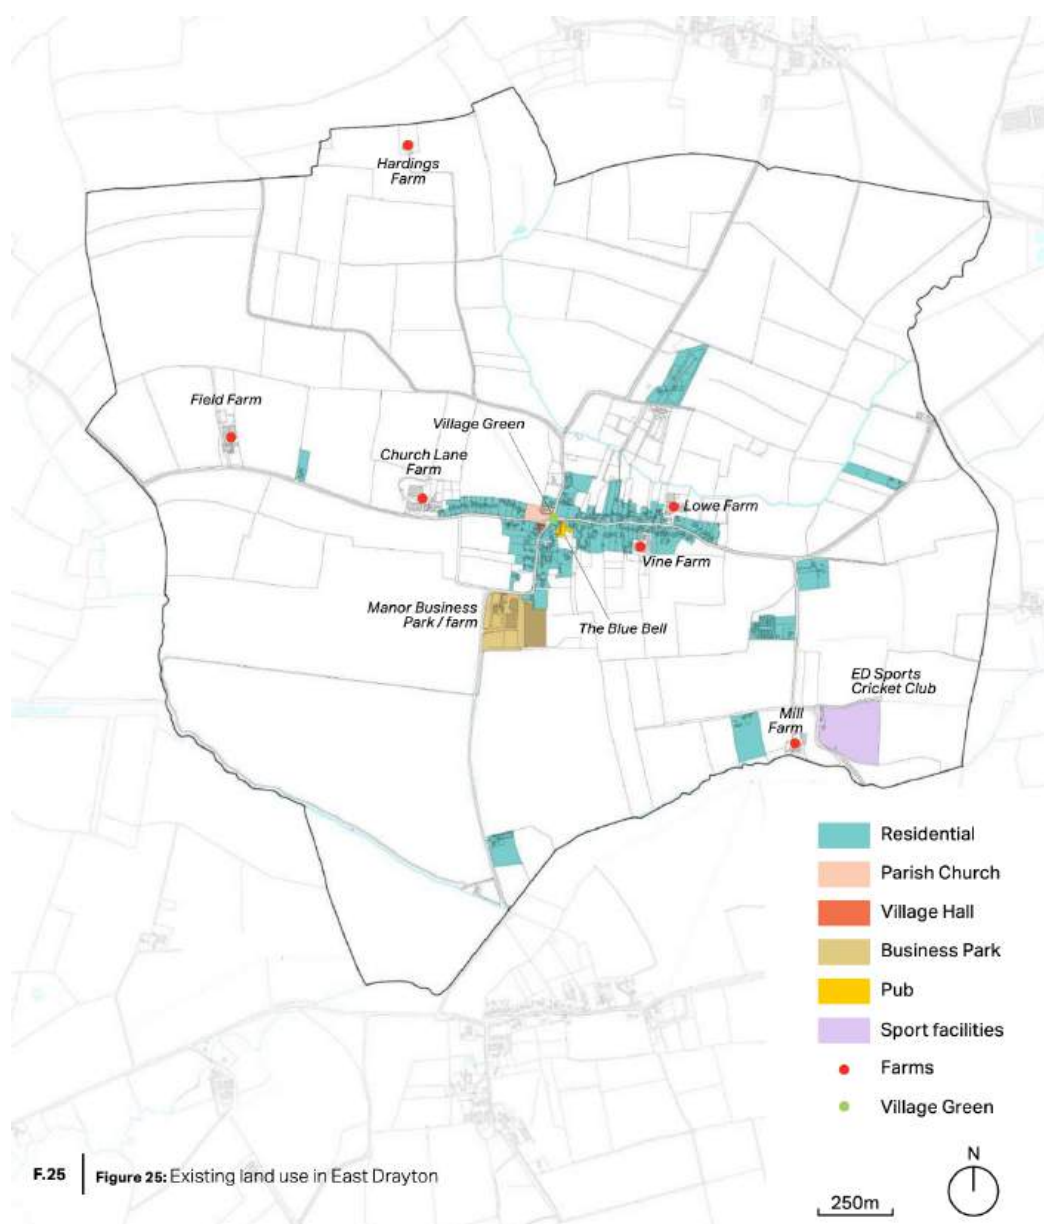 Hardings
Farm
Field Farm
Village Green
Church Lane
Farm
Lowe Farm
Vine Farm
Manor Business
Park / farm
The Blue Bell
ED Sports
Cricket Club
Mill
Farm
Residential
Parish Church
Village Hall
Business Park
Pub
Sport facilities
Farms
Village Green
N
250m
F.25
Figure 25: Existing land use in East Drayton